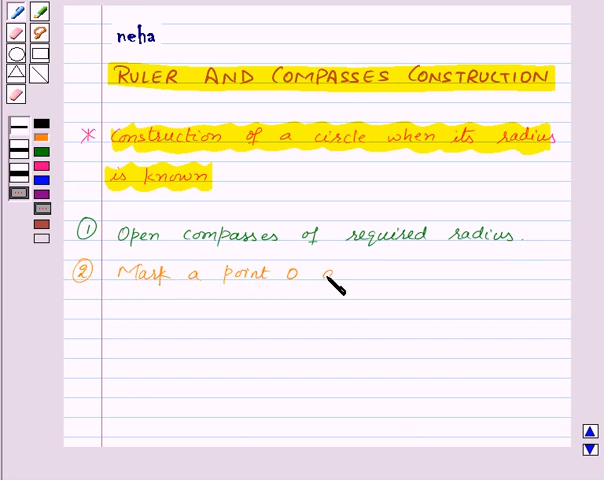 neha
RULER AND COMPASSES CONSTRUCTION
* Construction of a circle when its radius
is known
① Open compasses of required radius.
② Mark a point O